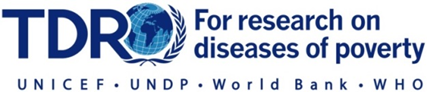 TDR For research on
diseases of poverty
UNICEF • UNDP • World Bank • WHO